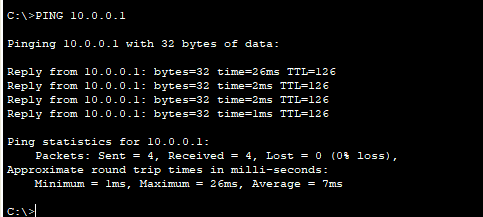 C:\>PING 10.0.0.1
Pinging 10.0.0.1 with 32 bytes of data:
Reply from 10.0.0.1: bytes=32 time=26ms TTL=126
Reply from 10.0.0.1: bytes=32 time=2ms TTL=126
Reply from 10.0.0.1: bytes=32 time=2ms TTL=126
Reply from 10.0.0.1: bytes=32 time=1ms TTL=126
Ping statistics for 10.0.0.1:
Packets: Sent = 4, Received = 4, Lost = 0 (0% loss),
Approximate round trip times in milli-seconds:
Minimum = 1ms, Maximum = 26ms, Average = 7ms
C:\>